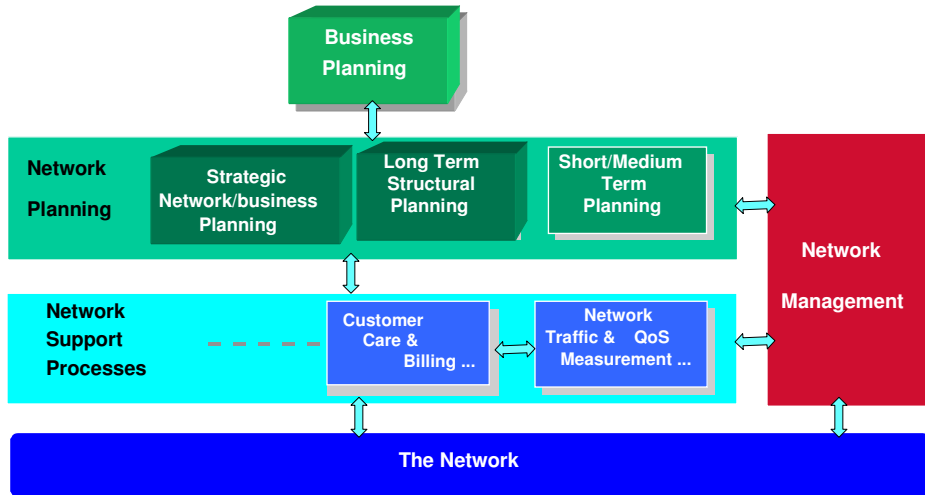 Business
Planning
Network
Planning
Strategic
Network/business
Planning
Long Term
Structural
Planning
Short/Medium
Term
Planning
Network
Management
Network
Support
Processes
Customer
Care &
Billing ...
Network
Traffic & QoS
Measurement ...
The Network